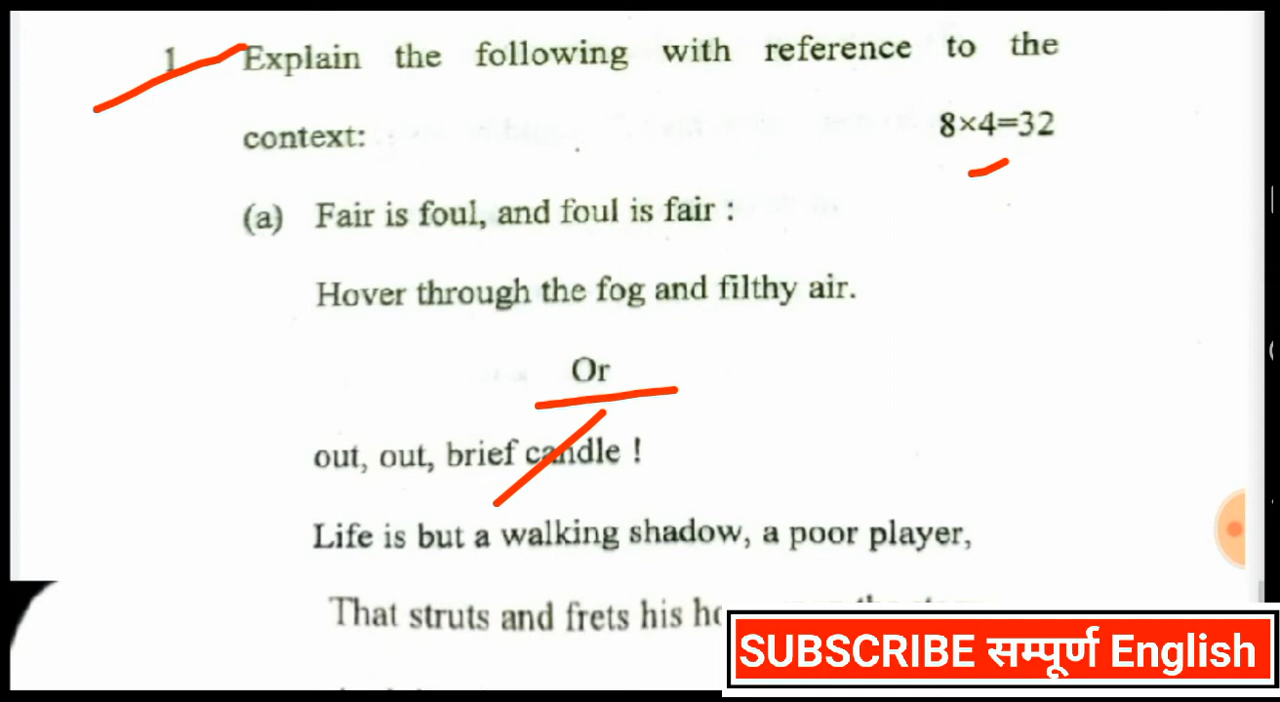 1 Explain the following with reference to the
context: 8×4=32
(a) Fair is foul, and foul is fair :
Hover through the fog and filthy air.
Or
out, out, brief candle !
Life is but a walking shadow, a poor player,
That struts and frets his
SUBSCRIBE सम्पूर्ण English